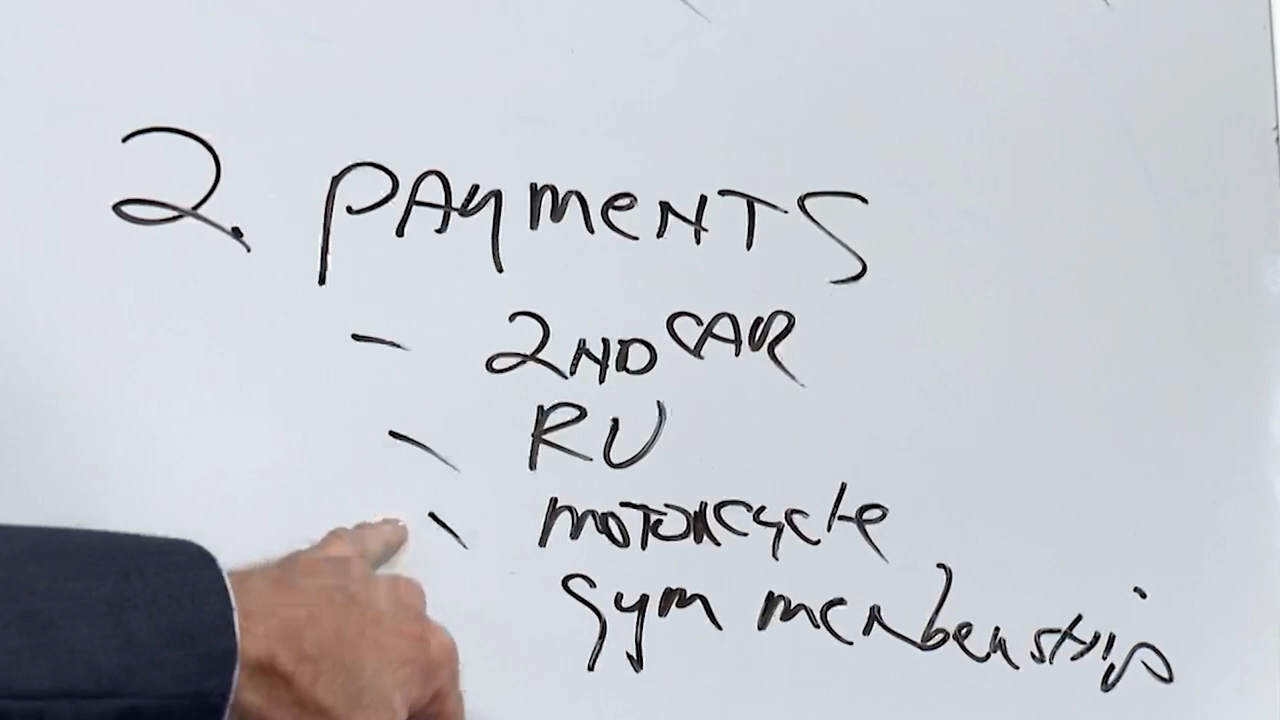 2. PAYMENTS
- 2ND CAR
- RV
- MOTORCYCLE
Gym membership